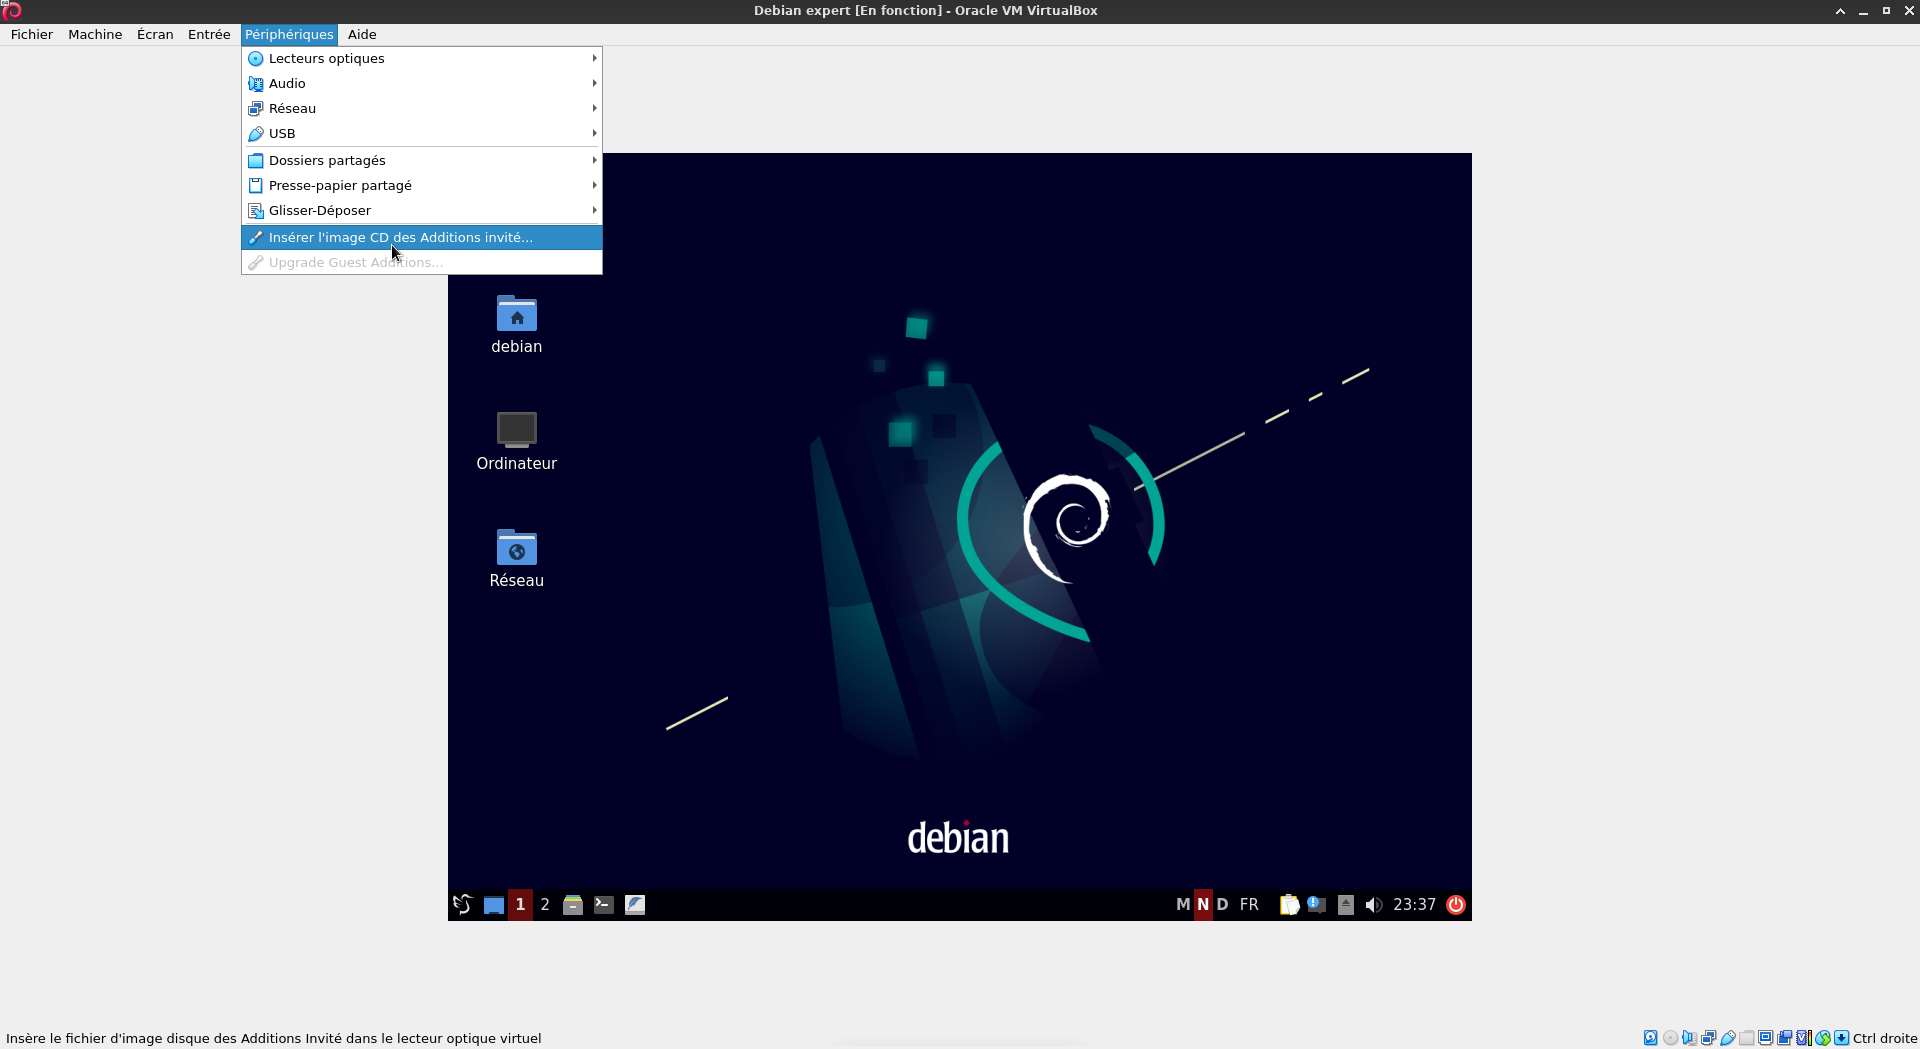 Debian expert [En fonction] - Oracle VM VirtualBox
Fichier Machine Écran Entrée Périphériques Aide
Lecteurs optiques
Audio
Réseau
USB
Dossiers partagés
Presse-papier partagé
Glisser-Déposer
Insérer l'image CD des Additions invité...
Upgrade Guest Additions...
debian
Ordinateur
Réseau
debian
1 2 M N D FR 23:37
Insère le fichier d'image disque des Additions Invité dans le lecteur optique virtuel
Ctrl droite